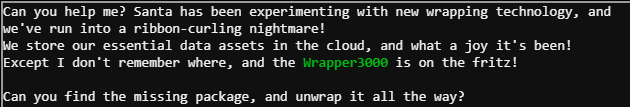 Can you help me? Santa has been experimenting with new wrapping technology, and
we've run into a ribbon-curling nightmare!
We store our essential data assets in the cloud, and what a joy it's been!
Except I don't remember where, and the Wrapper3000 is on the fritz!
Can you find the missing package, and unwrap it all the way?